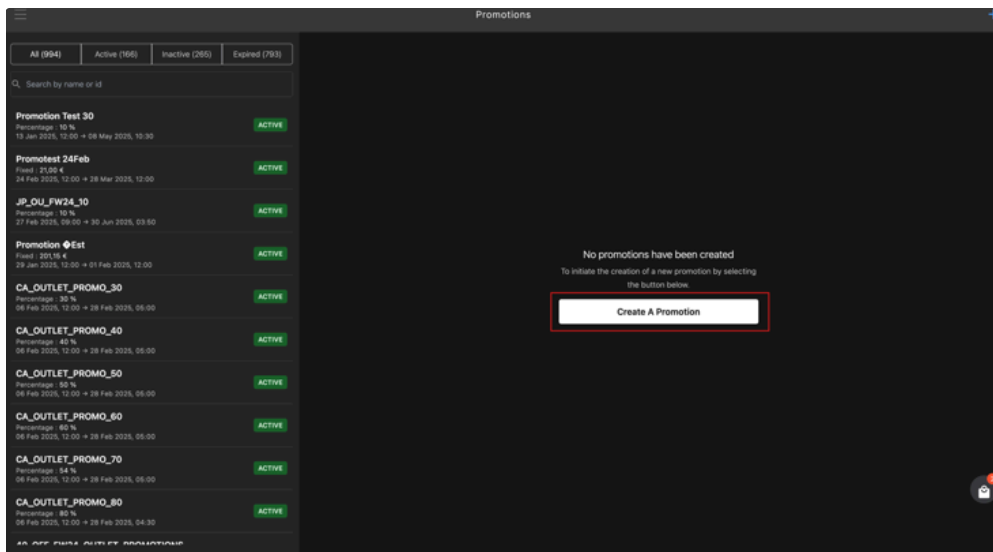 Promotions
All (994)
Active (166)
Inactive (265)
Expired (793)
Search by name or id
Promotion Test 30
Percentage : 10 %
13 Jan 2025, 12:00 → 08 May 2025, 10:30
ACTIVE
Promotest 24Feb
Fixed : 21,00 €
24 Feb 2025, 12:00 → 28 Mar 2025, 12:00
ACTIVE
JP_OU_FW24_10
Percentage : 10 %
27 Feb 2025, 09:00 → 30 Jun 2025, 03:50
ACTIVE
Promotion �Est
Fixed : 201,15 €
29 Jan 2025, 12:00 → 01 Feb 2025, 12:00
ACTIVE
CA_OUTLET_PROMO_30
Percentage : 30 %
06 Feb 2025, 12:00 → 28 Feb 2025, 05:00
ACTIVE
CA_OUTLET_PROMO_40
Percentage : 40 %
06 Feb 2025, 12:00 → 28 Feb 2025, 05:00
ACTIVE
CA_OUTLET_PROMO_50
Percentage : 50 %
06 Feb 2025, 12:00 → 28 Feb 2025, 05:00
ACTIVE
CA_OUTLET_PROMO_60
Percentage : 60 %
06 Feb 2025, 12:00 → 28 Feb 2025, 05:00
ACTIVE
CA_OUTLET_PROMO_70
Percentage : 54 %
06 Feb 2025, 12:00 → 28 Feb 2025, 05:00
ACTIVE
CA_OUTLET_PROMO_80
Percentage : 80 %
06 Feb 2025, 12:00 → 28 Feb 2025, 04:30
ACTIVE
40_OFF_FW24_OUTLET_PROMOTIONS
No promotions have been created
To initiate the creation of a new promotion by selecting
the button below.
Create A Promotion